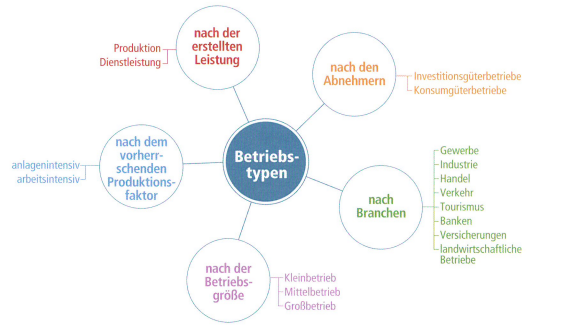 Betriebs-
typen
nach der
erstellten
Leistung
Produktion
Dienstleistung
nach den
Abnehmern
Investitionsgüterbetriebe
Konsumgüterbetriebe
nach
Branchen
Gewerbe
Industrie
Handel
Verkehr
Tourismus
Banken
Versicherungen
landwirtschaftliche
Betriebe
nach der
Betriebs-
größe
Kleinbetrieb
Mittelbetrieb
Großbetrieb
nach dem
vorherr-
schenden
Produktions-
faktor
anlagenintensiv
arbeitsintensiv